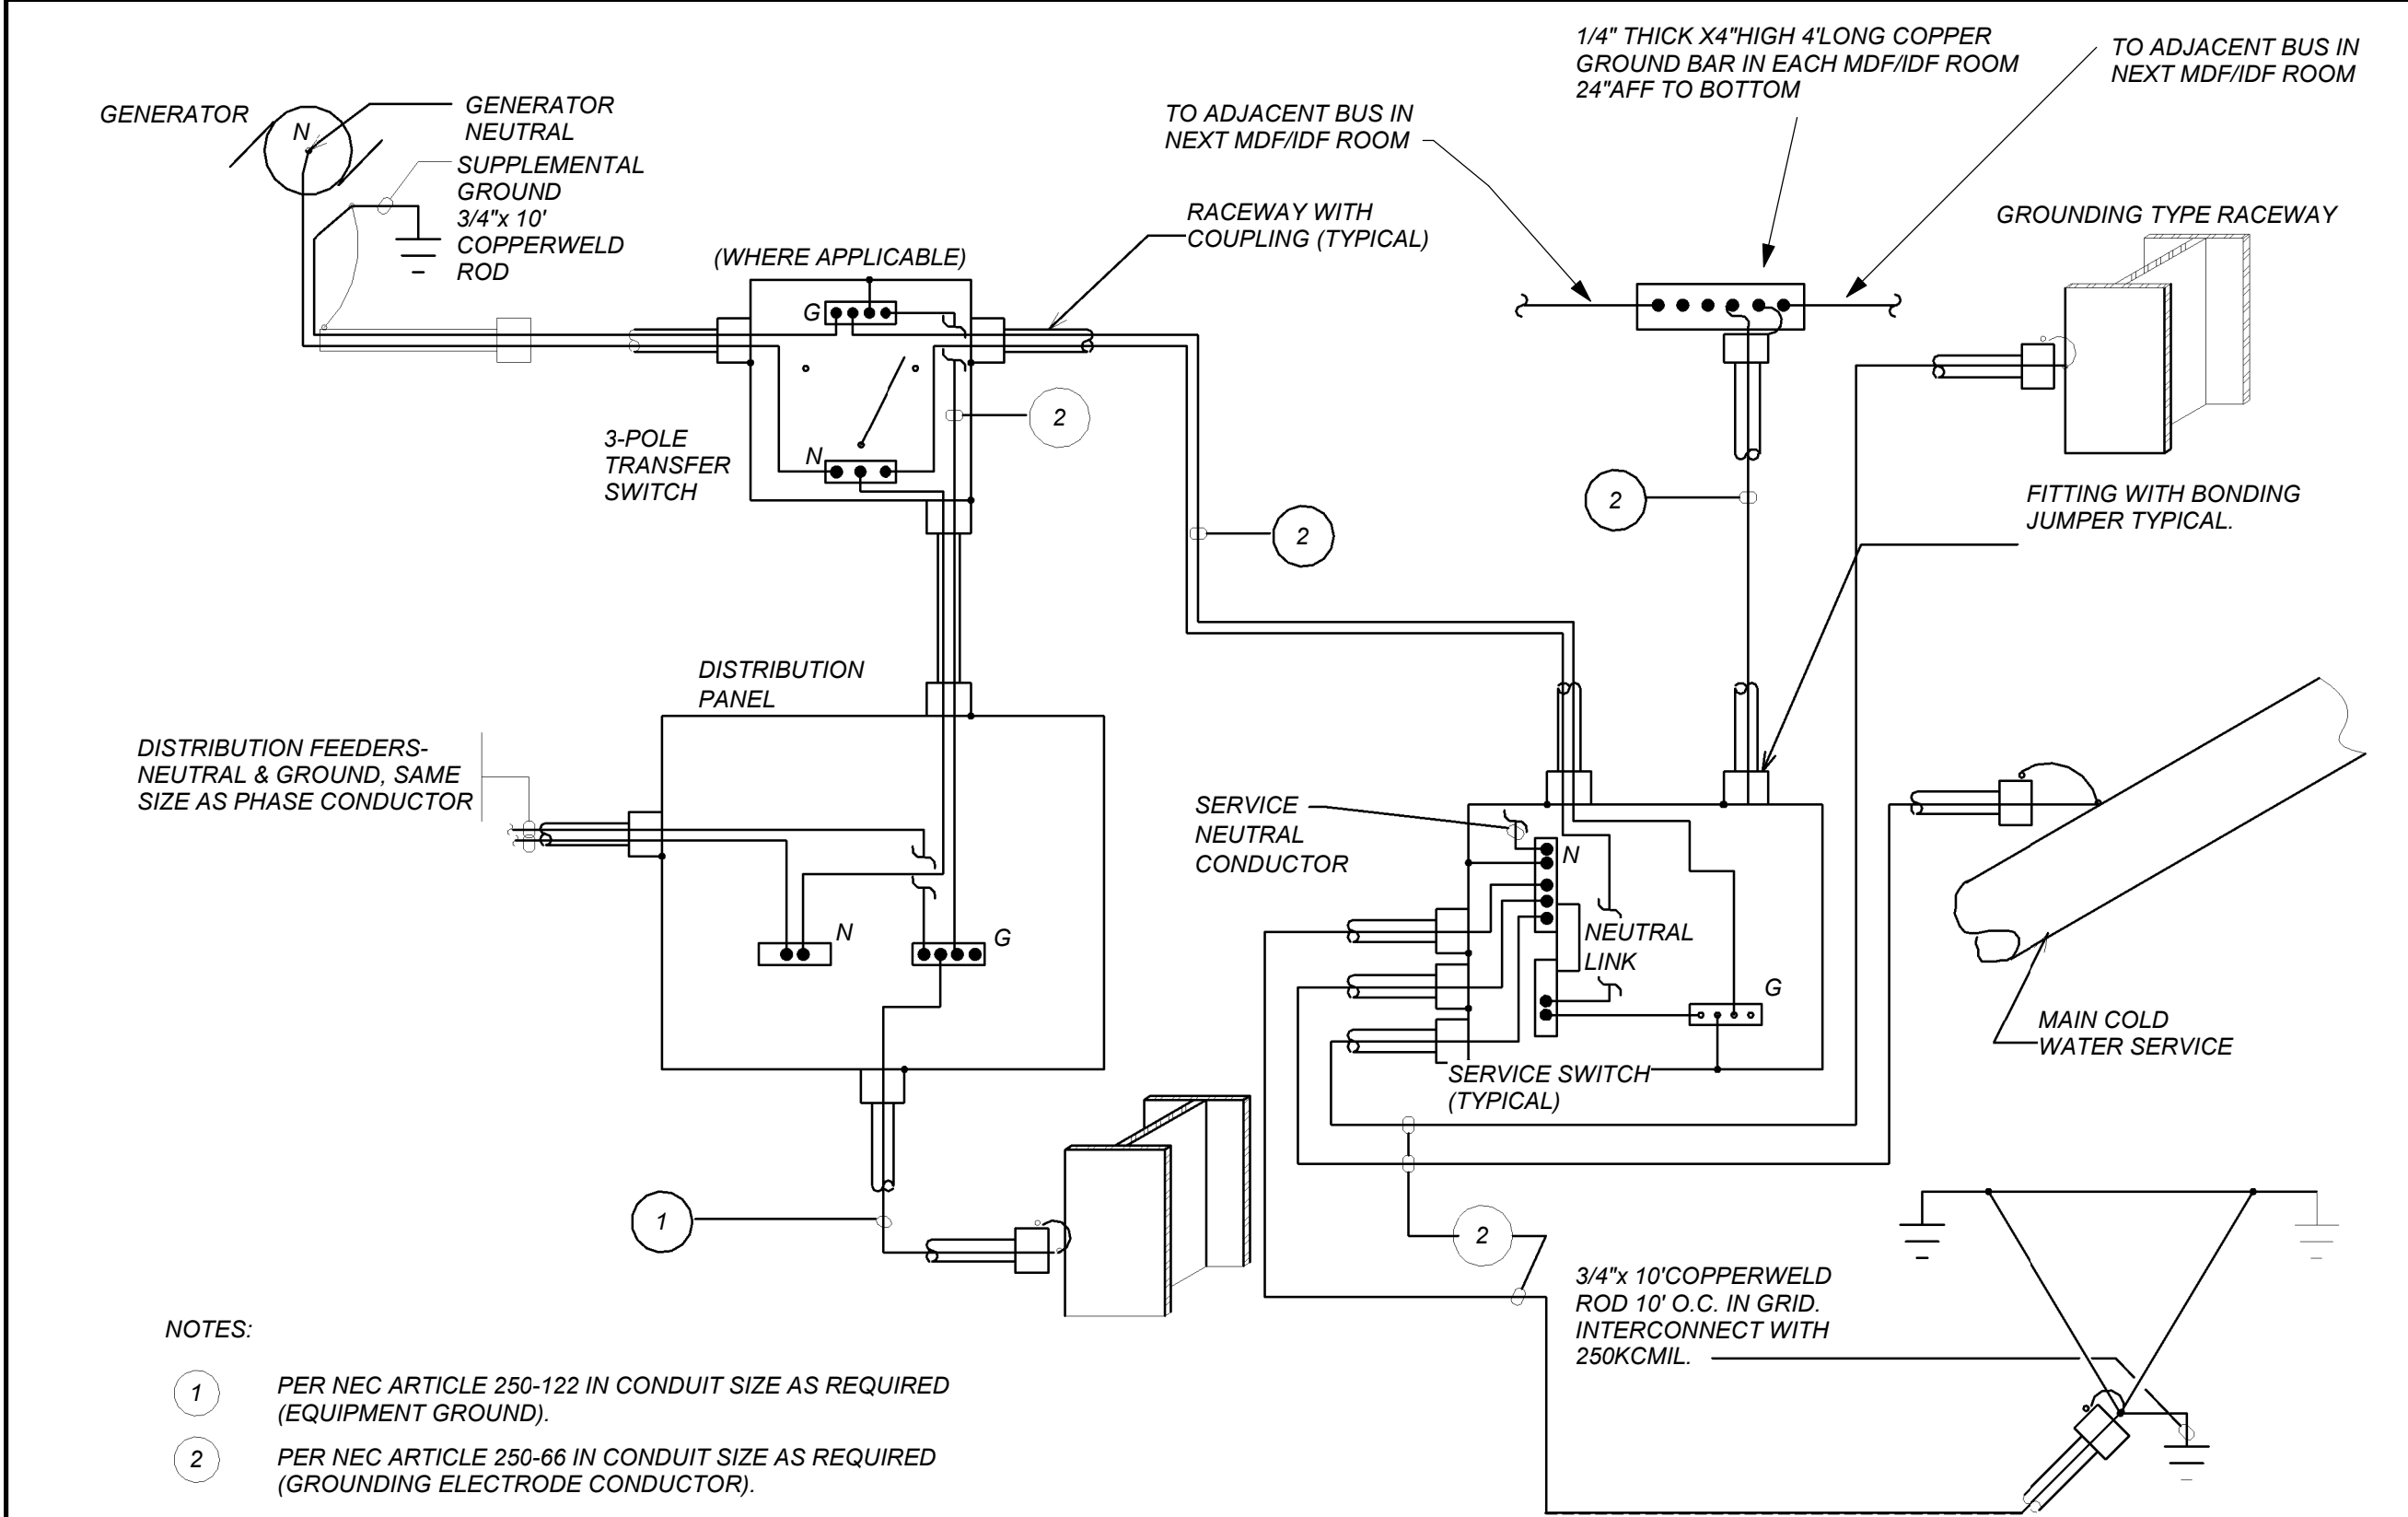 GENERATOR
N
GENERATOR
NEUTRAL
SUPPLEMENTAL
GROUND
3/4"x 10'
COPPERWELD
ROD
(WHERE APPLICABLE)
G
3-POLE
TRANSFER
SWITCH
N
2
TO ADJACENT BUS IN
NEXT MDF/IDF ROOM
RACEWAY WITH
COUPLING (TYPICAL)
1/4" THICK X4"HIGH 4'LONG COPPER
GROUND BAR IN EACH MDF/IDF ROOM
24"AFF TO BOTTOM
TO ADJACENT BUS IN
NEXT MDF/IDF ROOM
GROUNDING TYPE RACEWAY
2
2
FITTING WITH BONDING
JUMPER TYPICAL.
DISTRIBUTION
PANEL
DISTRIBUTION FEEDERS-
NEUTRAL & GROUND, SAME
SIZE AS PHASE CONDUCTOR
N
G
SERVICE
NEUTRAL
CONDUCTOR
N
NEUTRAL
LINK
G
SERVICE SWITCH
(TYPICAL)
MAIN COLD
WATER SERVICE
1
2
3/4"x 10'COPPERWELD
ROD 10' O.C. IN GRID.
INTERCONNECT WITH
250KCMIL.
NOTES:
1
PER NEC ARTICLE 250-122 IN CONDUIT SIZE AS REQUIRED
(EQUIPMENT GROUND).
2
PER NEC ARTICLE 250-66 IN CONDUIT SIZE AS REQUIRED
(GROUNDING ELECTRODE CONDUCTOR).